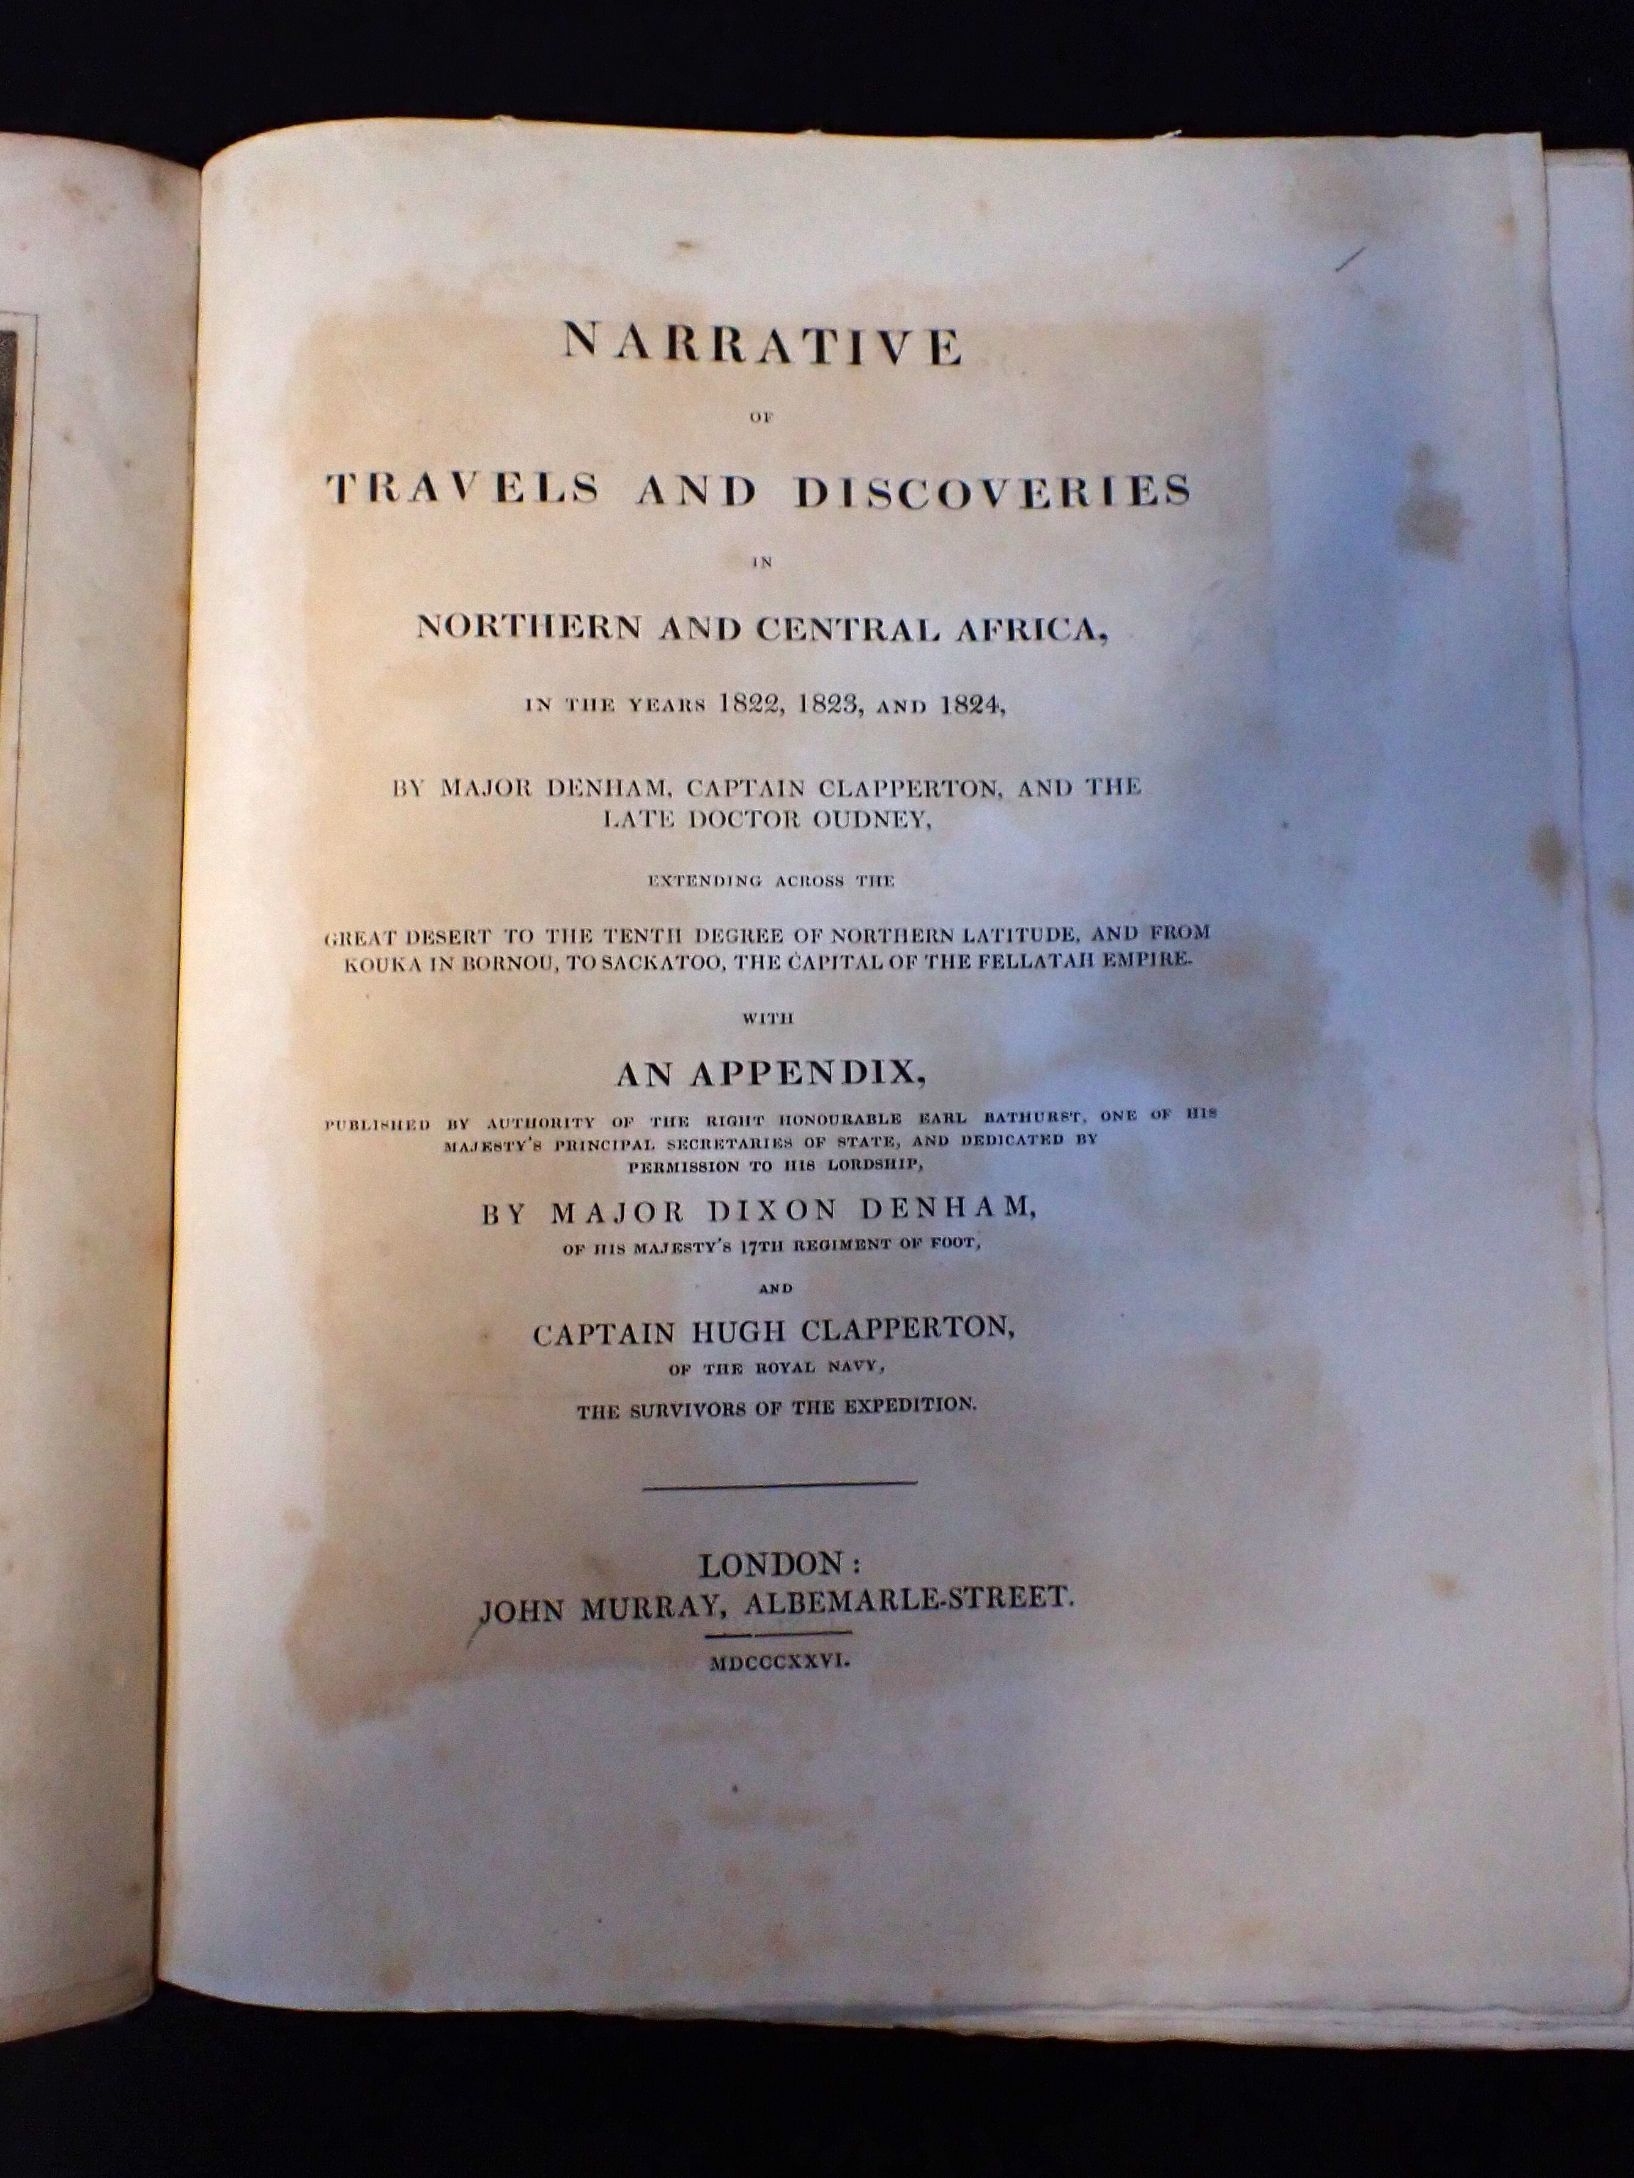 NARRATIVE
OF
TRAVELS AND DISCOVERIES
IN
NORTHERN AND CENTRAL AFRICA,
IN THE YEARS 1822, 1823, AND 1824,
BY MAJOR DENHAM, CAPTAIN CLAPPERTON, AND THE
LATE DOCTOR OUDNEY,
EXTENDING ACROSS THE
GREAT DESERT TO THE TENTH DEGREE OF NORTHERN LATITUDE, AND FROM
KOUKA IN BORNOU, TO SACKATOO, THE CAPITAL OF THE FELLATAH EMPIRE.
WITH
AN APPENDIX,
PUBLISHED BY AUTHORITY OF THE RIGHT HONOURABLE EARL BATHURST, ONE OF HIS
MAJESTY'S PRINCIPAL SECRETARIES OF STATE, AND DEDICATED BY
PERMISSION TO HIS LORDSHIP,
BY MAJOR DIXON DENHAM,
OF HIS MAJESTY'S 17TH REGIMENT OF FOOT,
AND
CAPTAIN HUGH CLAPPERTON,
OF THE ROYAL NAVY,
THE SURVIVORS OF THE EXPEDITION.
LONDON:
JOHN MURRAY, ALBEMARLE-STREET.
MDCCCXXVI.